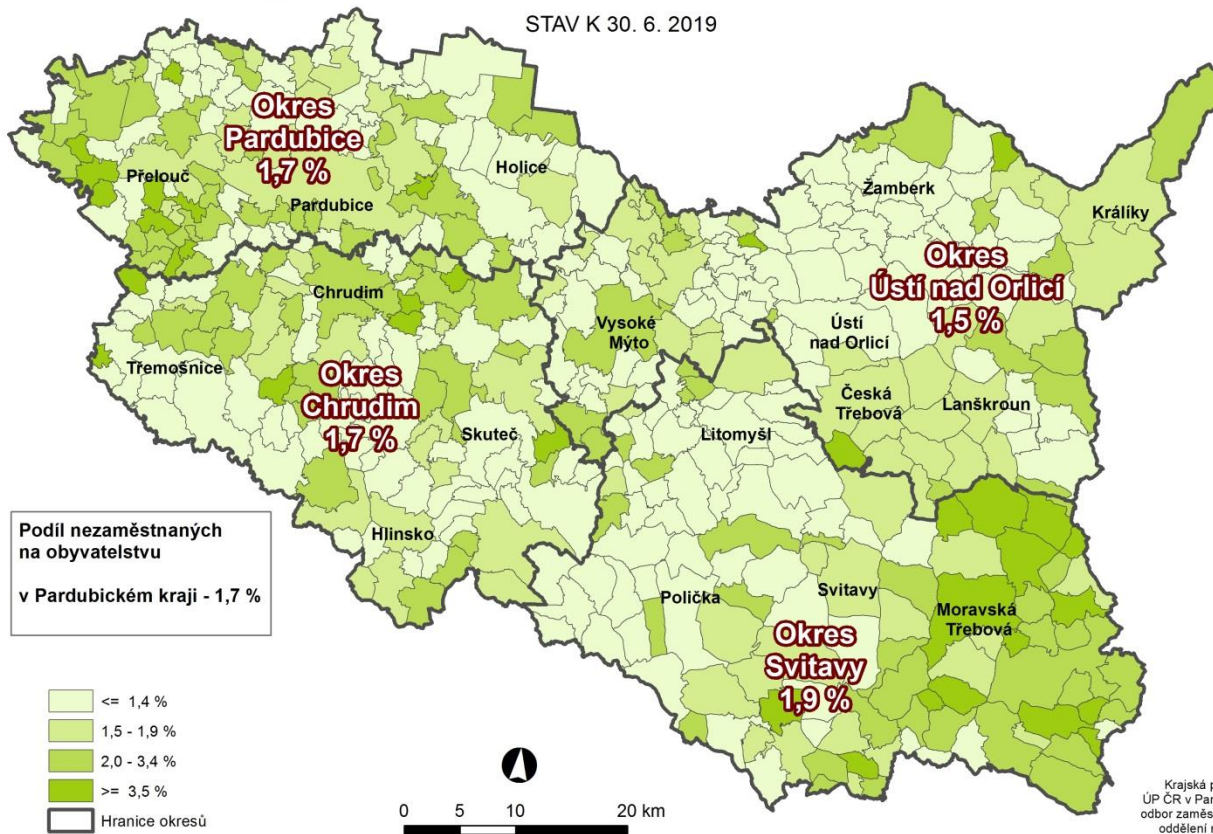 STAV K 30. 6. 2019
Okres
Pardubice
1,7 %
Přelouč
Pardubice
Holice
Žamberk
Králíky
Okres
Ústí nad Orlicí
1,5 %
Chrudim
Vysoké
Mýto
Ústí
nad Orlicí
Třemošnice
Okres
Chrudim
1,7 %
Česká
Třebová
Lanškroun
Skuteč
Litomyšl
Hlinsko
Podíl nezaměstnaných
na obyvatelstvu
v Pardubickém kraji - 1,7 %
Polička
Svitavy
Moravská
Třebová
Okres
Svitavy
1,9 %
<= 1,4 %
1,5 - 1,9 %
2,0 - 3,4 %
>= 3,5 %
Hranice okresů
0 5 10 20 km
Krajská
ÚP ČR v
odbor
oddělení